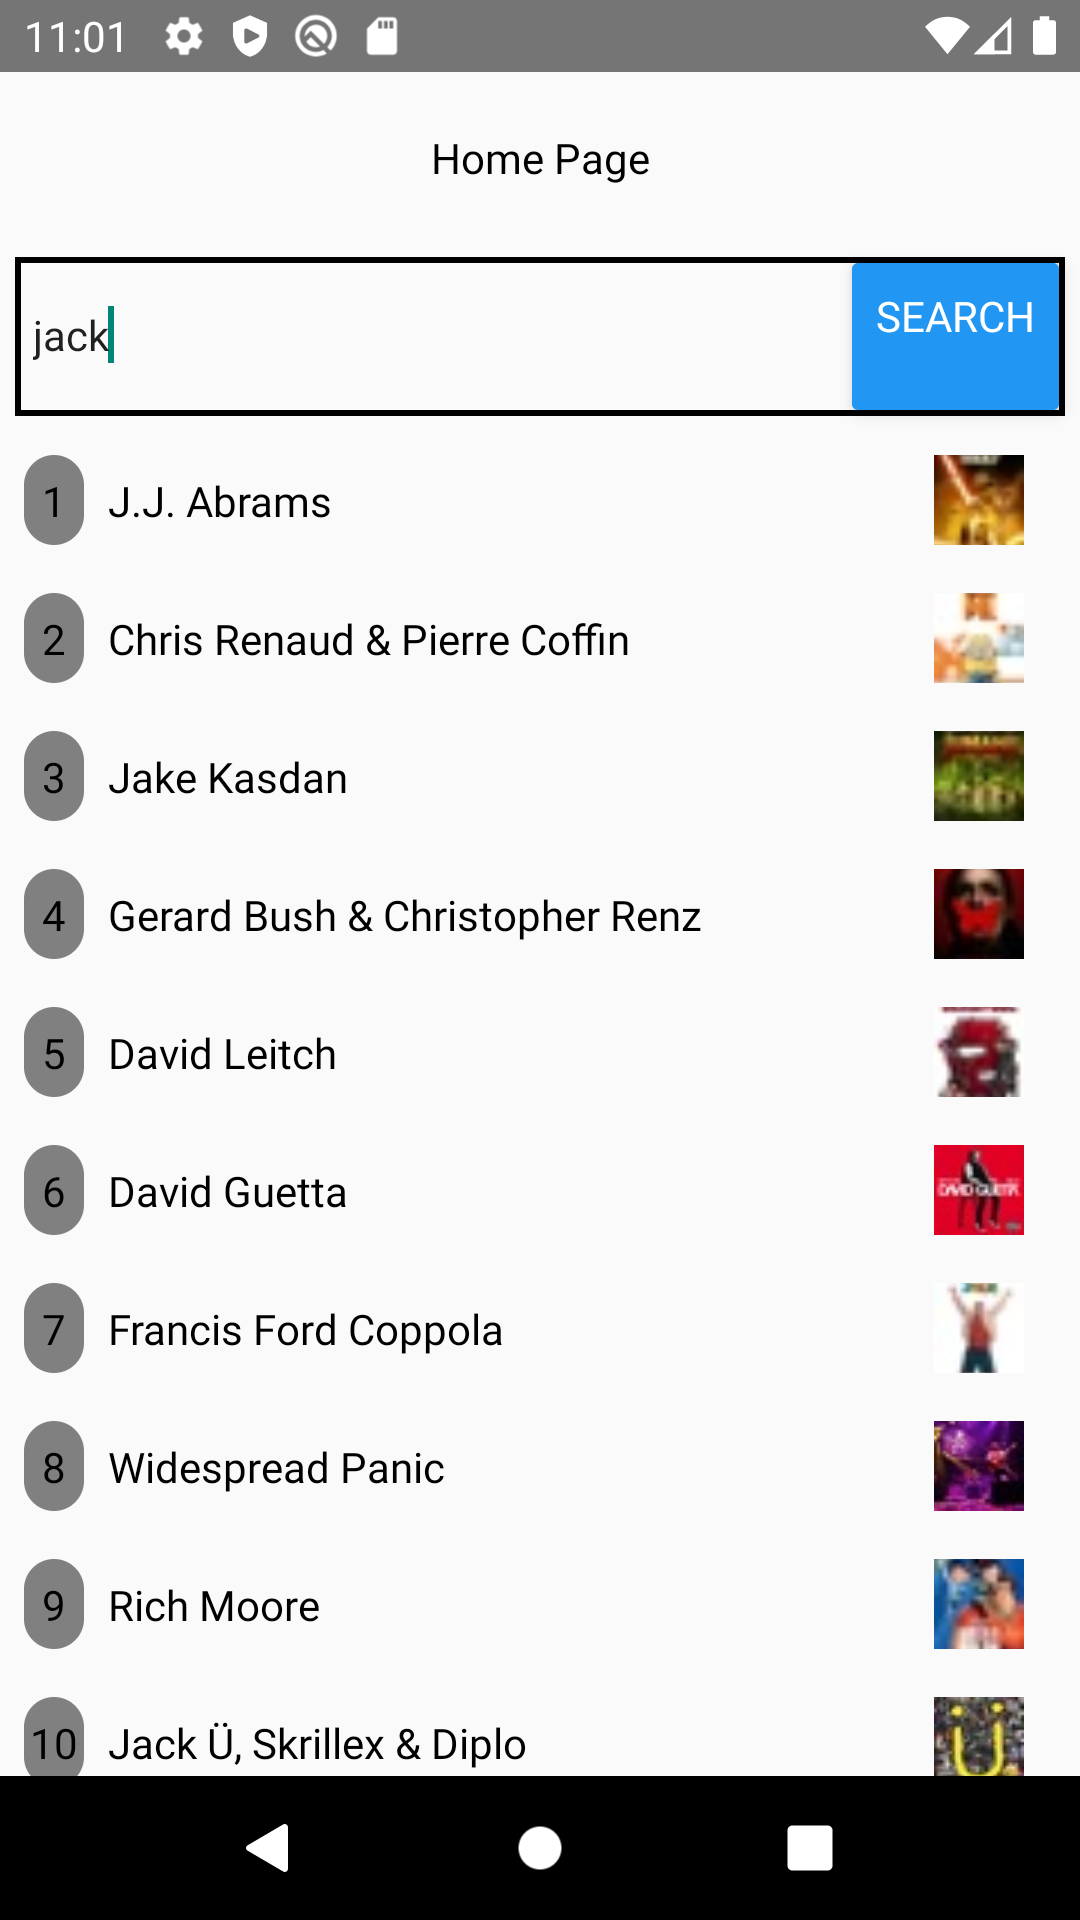 11:01
Home Page
jack
SEARCH
1 J.J. Abrams
2 Chris Renaud & Pierre Coffin
3 Jake Kasdan
4 Gerard Bush & Christopher Renz
5 David Leitch
6 David Guetta
DAVID GUETTA
7 Francis Ford Coppola
8 Widespread Panic
9 Rich Moore
10 Jack Ü, Skrillex & Diplo
Ü